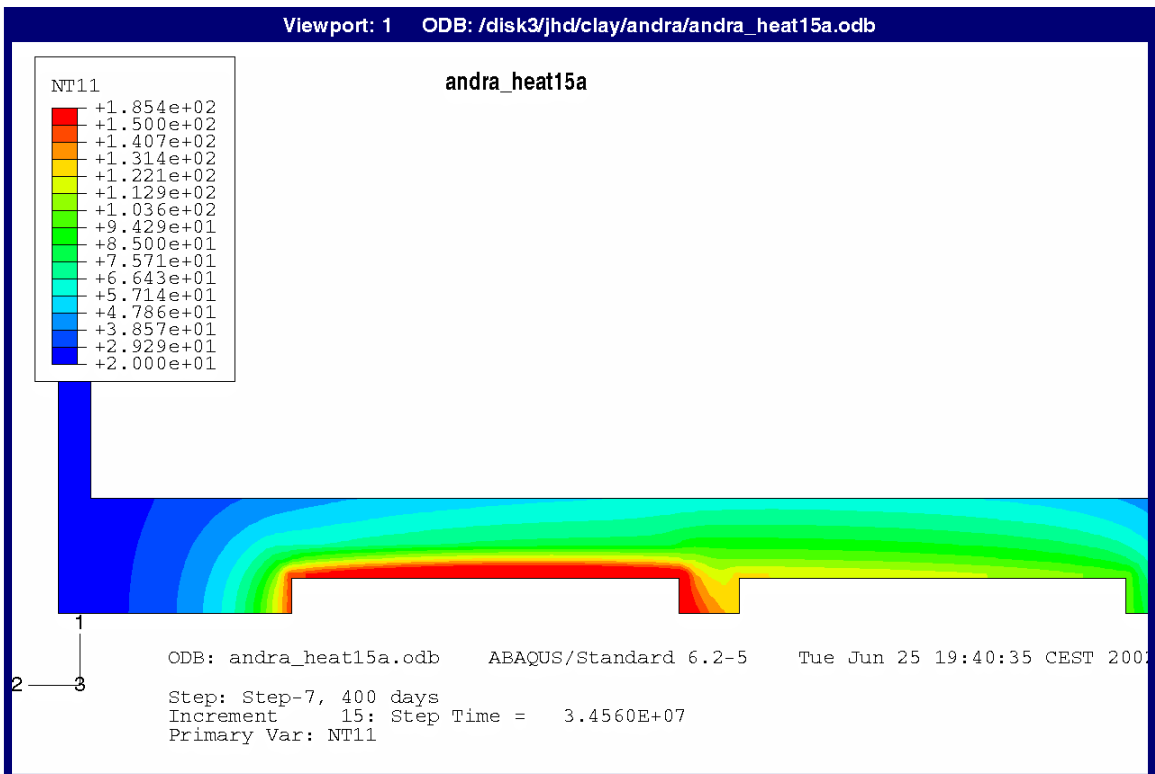 Viewport: 1 ODB: /disk3/jhd/clay/andra/andra_heat15a.odb
andra_heat15a
NT11
+1.854e+02
+1.500e+02
+1.407e+02
+1.314e+02
+1.221e+02
+1.129e+02
+1.036e+02
+9.429e+01
+8.500e+01
+7.571e+01
+6.643e+01
+5.714e+01
+4.786e+01
+3.857e+01
+2.929e+01
+2.000e+01
1
2
3
ODB: andra_heat15a.odb ABAQUS/Standard 6.2-5 Tue Jun 25 19:40:35 CEST
Step: Step-7, 400 days
Increment 15: Step Time = 3.4560E+07
Primary Var: NT11